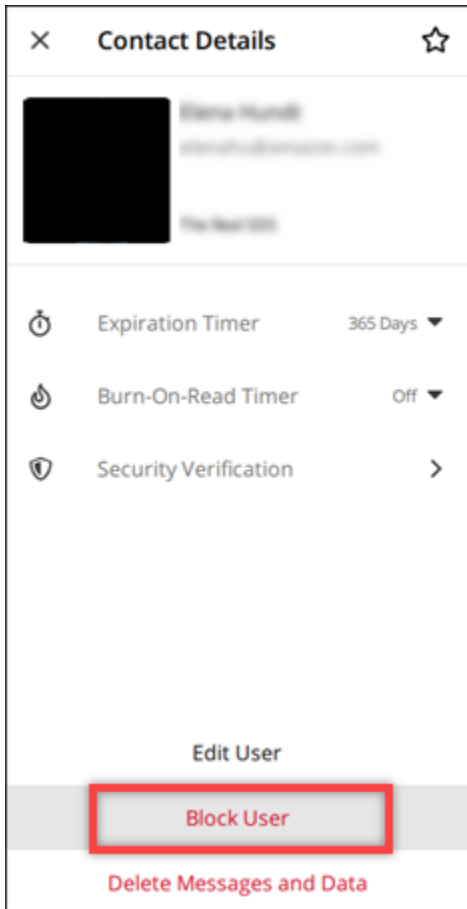 Contact Details
Expiration Timer 365 Days
Burn-On-Read Timer Off
Security Verification
Edit User
Block User
Delete Messages and Data